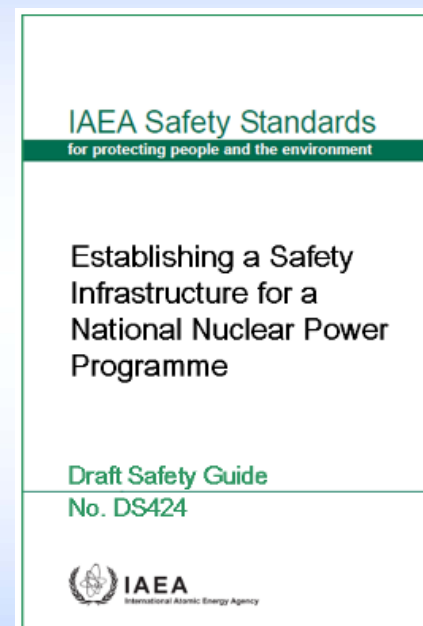 IAEA Safety Standards
for protecting people and the environment
Establishing a Safety
Infrastructure for a
National Nuclear Power
Programme
Draft Safety Guide
No. DS424
IAEA
International Atomic Energy Agency